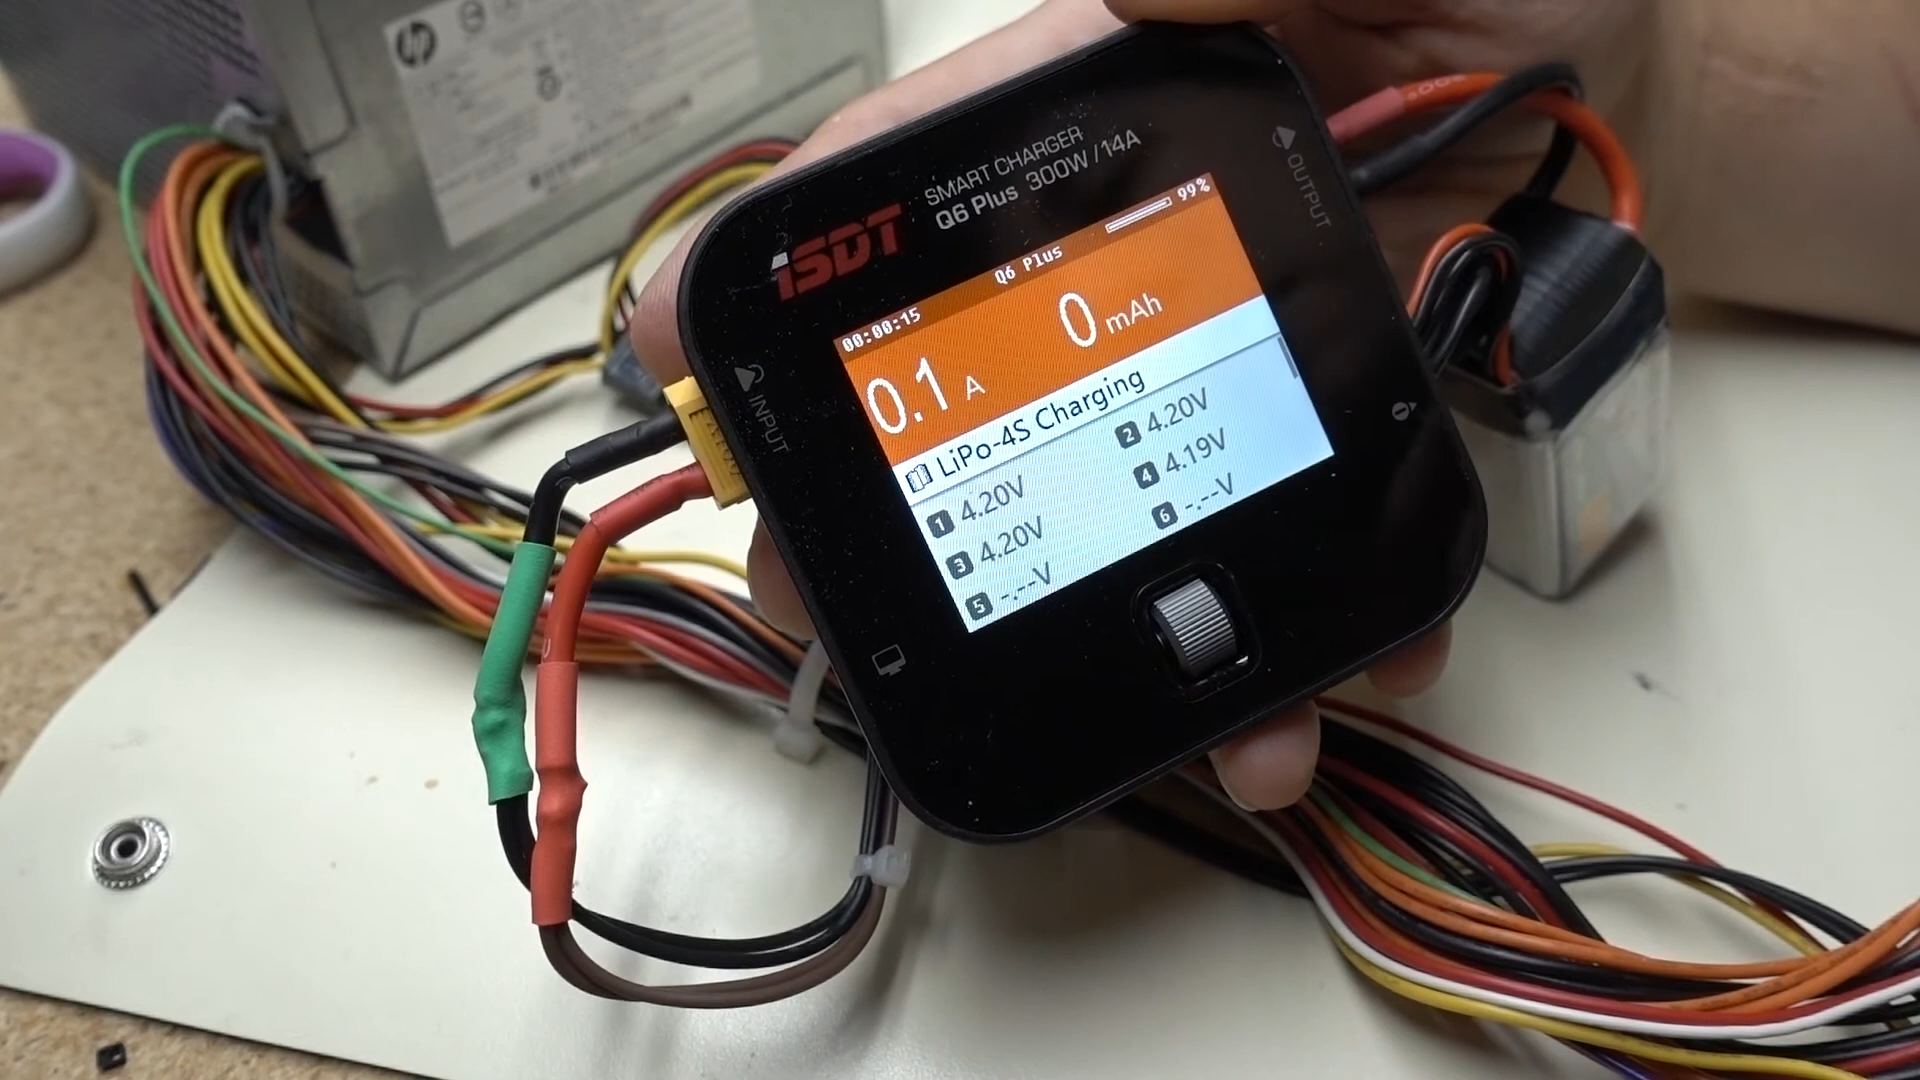 hp
SMART CHARGER
iSDT Q6 Plus 300W/14A
INPUT
OUTPUT
Q6 Plus
99%
00:00:15
0.1 A
0 mAh
LiPo-4S Charging
1 4.20V
2 4.20V
3 4.20V
4 4.19V
5 -.--V
6 -.--V